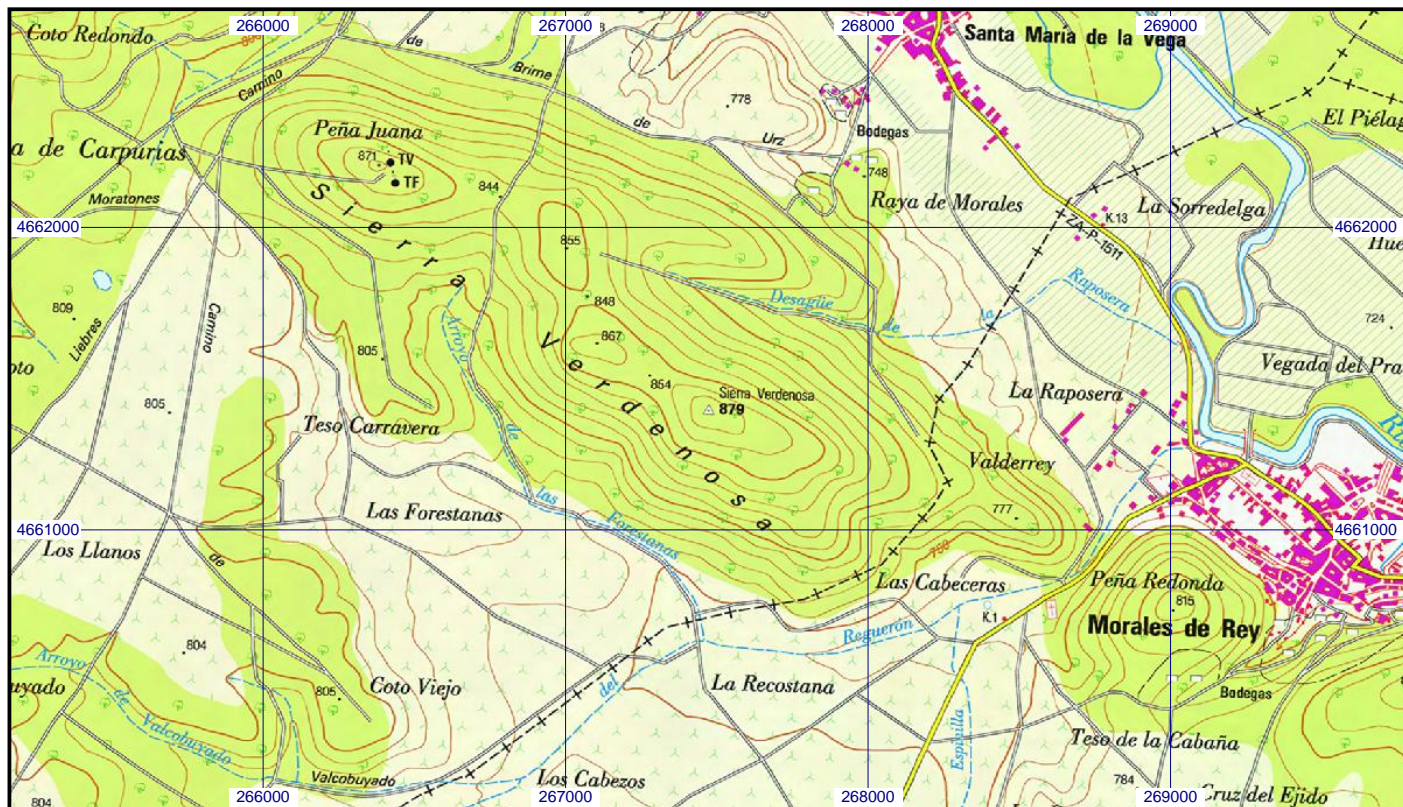 266000
267000
268000
269000
Coto Redondo
de
Santa María de la Vega
Camino
Brime
de
778
Urz
Bodegas
El Piélag
Peña Juana
871
TV
TF
a de Carpurias
844
748
Moratones
Sierra
Raya de Morales
La Sorredelga
K.13
ZA-P-1511
4662000
4662000
855
Hue
809
Liebres
Camino
848
Desagüe
de
la
Raposera
724
Arroyo
867
Verdenosa
805
854
Sierra Verdenosa
879
Vegada del Pra
oto
805
La Raposera
Teso Carravera
de
Valderrey
las
Las Forestanas
Forestanas
777
4661000
4661000
Los Llanos
de
760
Las Cabeceras
Peña Redonda
815
K.1
Morales de Rey
Reguerón
804
Arroyo
de
uyado
Coto Viejo
805
del
La Recostana
Bodegas
Valcobuyado
Espinilla
Teso de la Cabaña
Valcobuyado
Los Cabezos
784
Cruz del Ejido
804
266000
267000
268000
269000